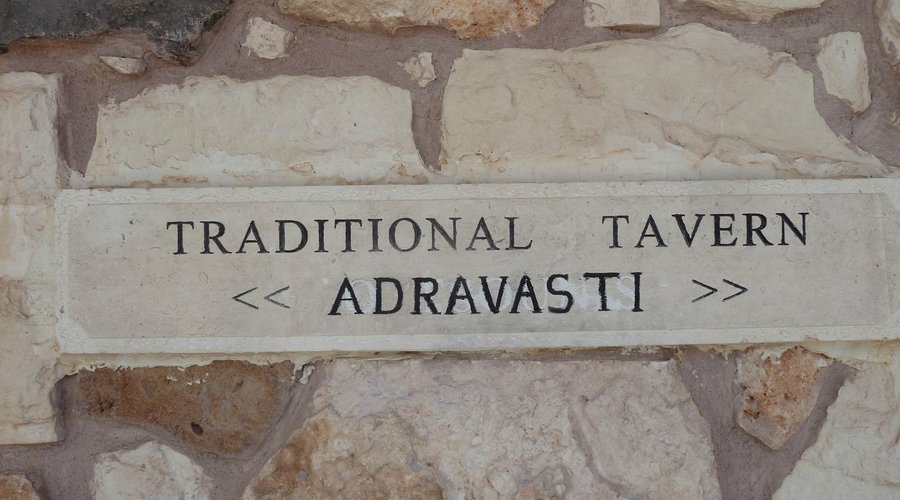 TRADITIONAL TAVERN
<< ADRAVASTI >>